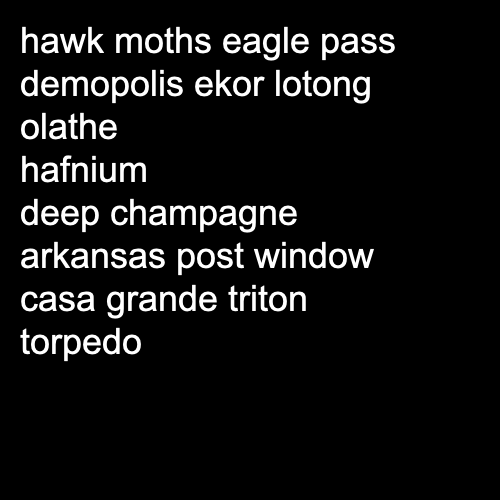 hawk moths eagle pass
demopolis ekor lotong
olathe
hafnium
deep champagne
arkansas post window
casa grande triton
torpedo